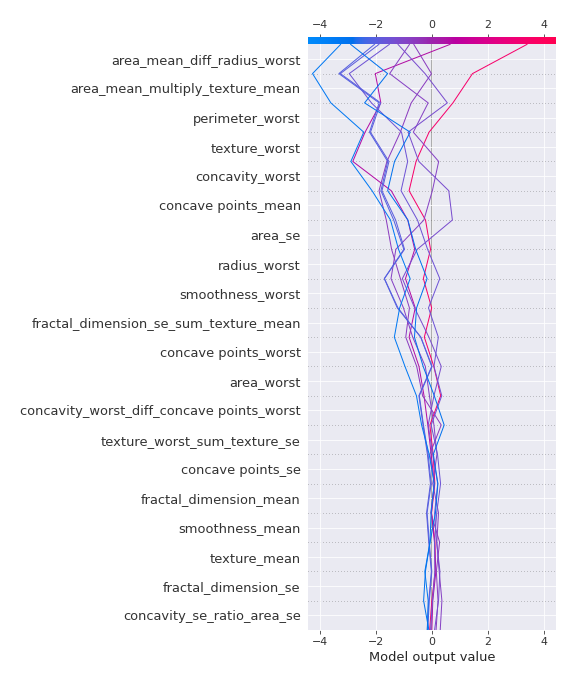 −4 −2 0 2 4
area_mean_diff_radius_worst
area_mean_multiply_texture_mean
perimeter_worst
texture_worst
concavity_worst
concave points_mean
area_se
radius_worst
smoothness_worst
fractal_dimension_se_sum_texture_mean
concave points_worst
area_worst
concavity_worst_diff_concave points_worst
texture_worst_sum_texture_se
concave points_se
fractal_dimension_mean
smoothness_mean
texture_mean
fractal_dimension_se
concavity_se_ratio_area_se
−4 −2 0 2 4
Model output value